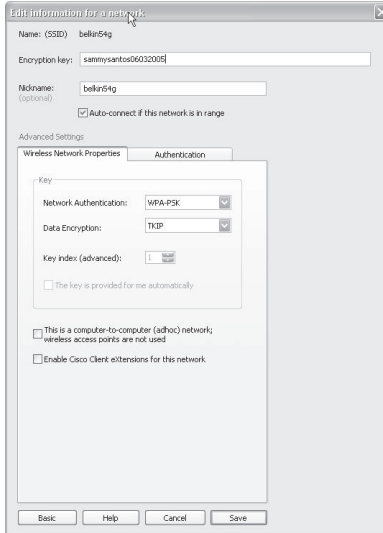 Edit information for a network
Name: (SSID) belkin54g
Encryption key: sammysantos06032005
Nickname: belkin54g
(optional)
Auto-connect if this network is in range
Advanced Settings
Wireless Network Properties Authentication
Key
Network Authentication: WPA-PSK
Data Encryption: TKIP
Key index (advanced): 1
The key is provided for me automatically
This is a computer-to-computer (adhoc) network;
wireless access points are not used
Enable Cisco Client eXtensions for this network
Basic Help Cancel Save